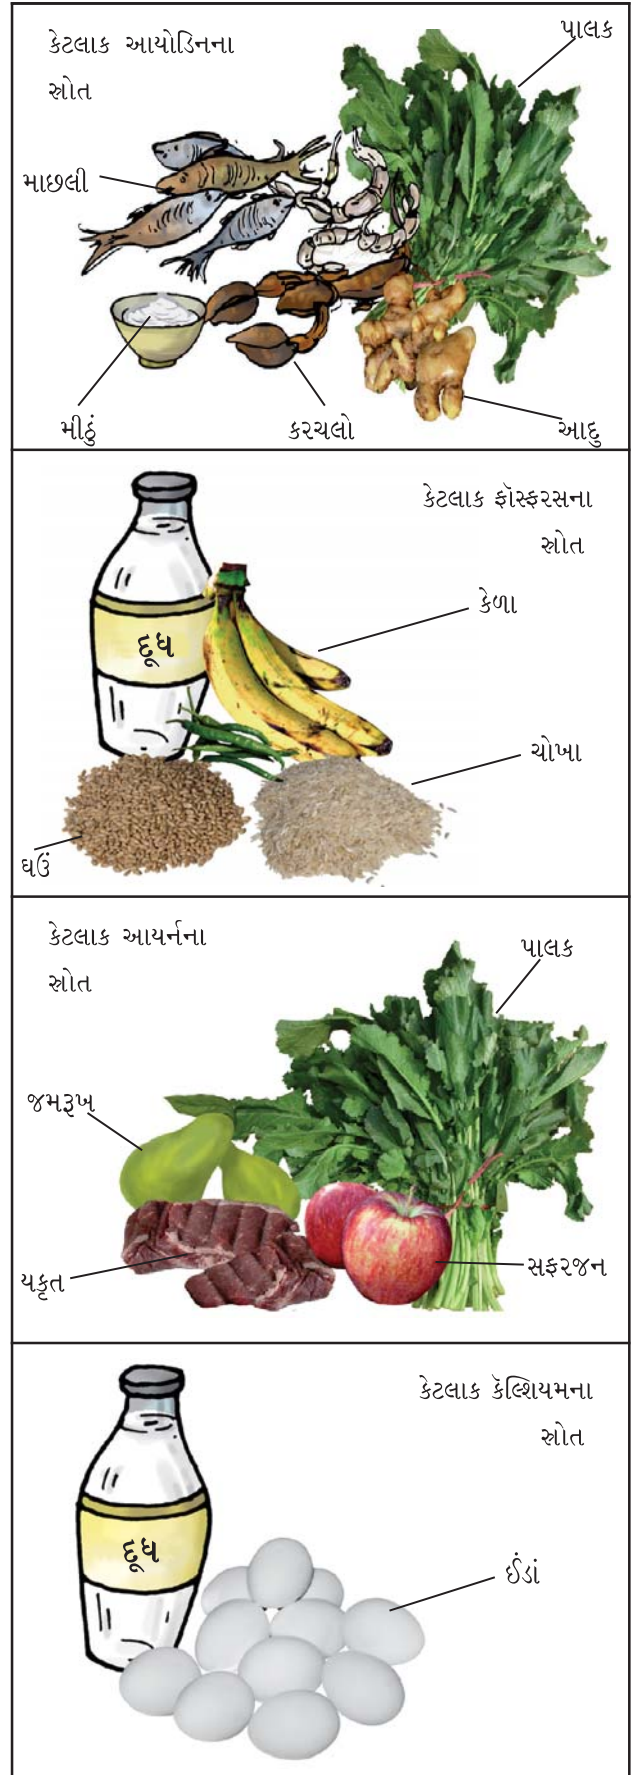 કેટલાક આયોડિનના
સ્રોત
પાલક
માછલી
મીઠું
કરચલો
આદુ
કેટલાક ફૉસ્ફરસના
સ્રોત
કેળા
દૂધ
ચોખા
ઘઉં
કેટલાક આયર્નના
સ્રોત
પાલક
જમરૂખ
યકૃત
સફરજન
કેટલાક કૅલ્શિયમના
સ્રોત
દૂધ
ઈંડાં